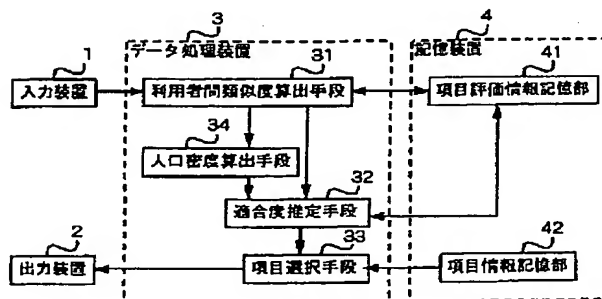 3
4
データ処理装置
記憶装置
1
31
41
入力装置
利用者間類似度算出手段
項目評価情報記憶部
34
人口密度算出手段
32
適合度推定手段
2
33
42
出力装置
項目選択手段
項目情報記憶部